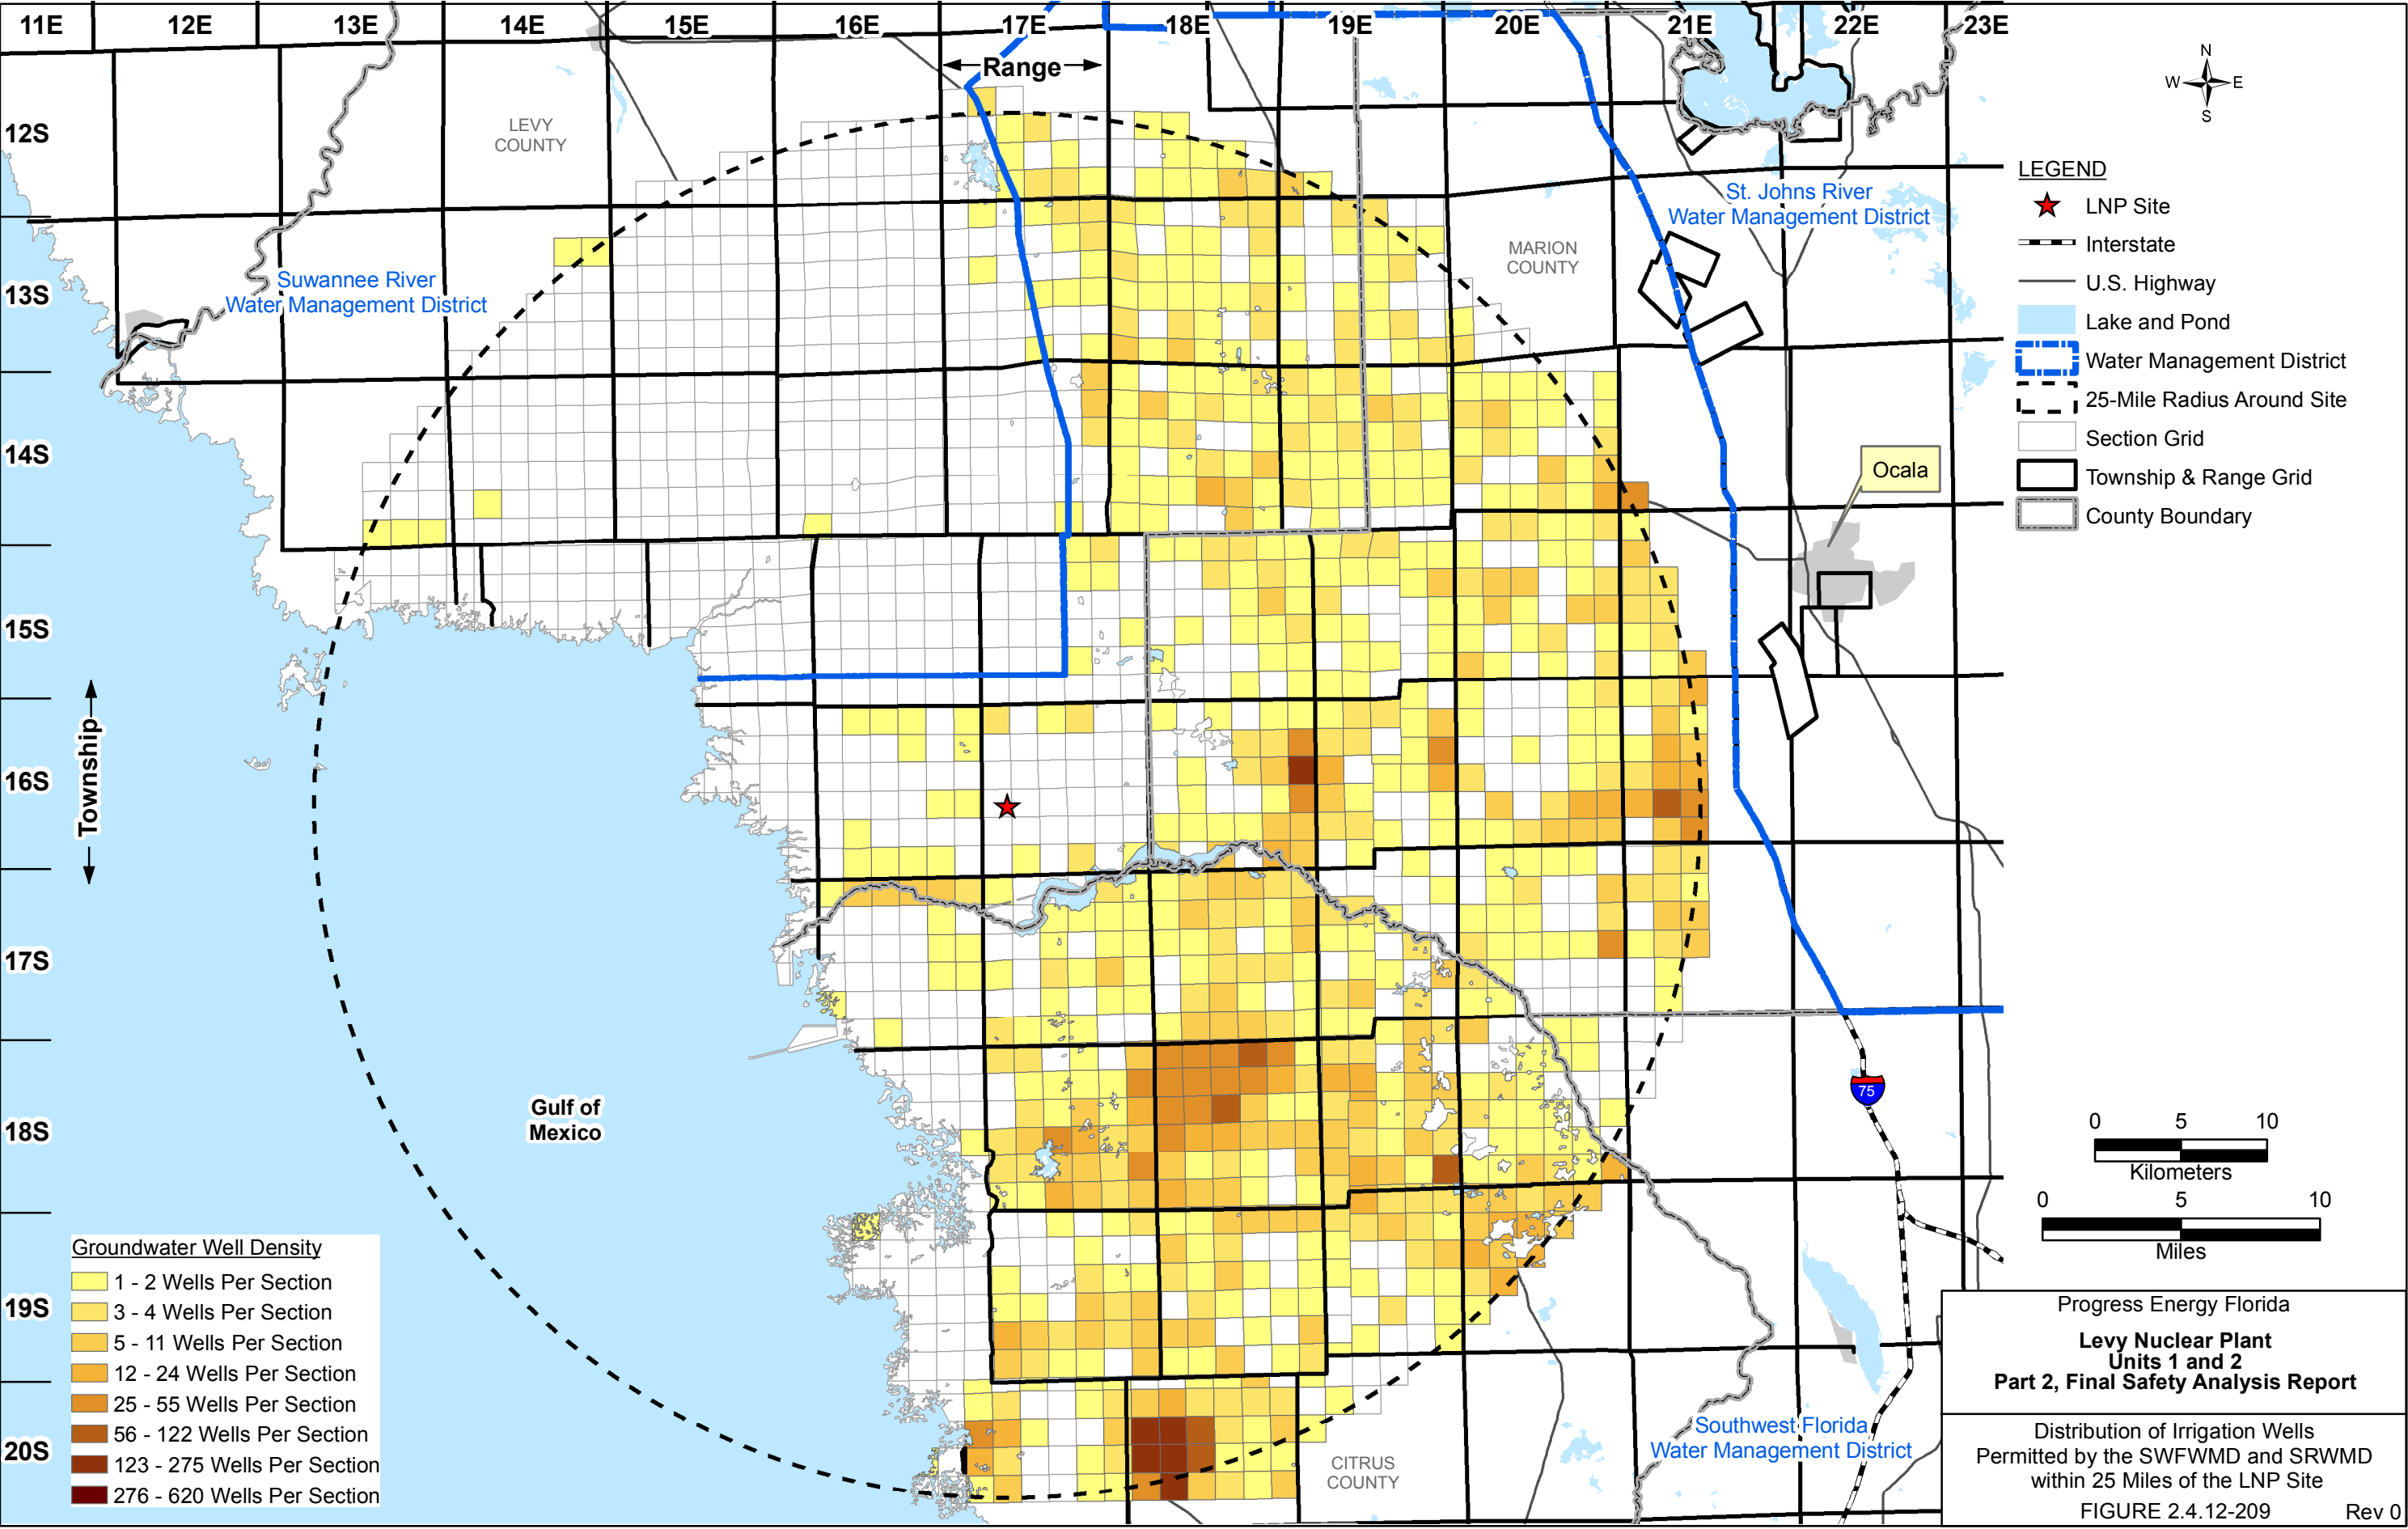 11E 12E 13E 14E 15E 16E 17E 18E 19E 20E 21E 22E 23E
Range
N
W E
S
12S
13S
14S
15S
16S
17S
18S
19S
20S
Township
LEVY
COUNTY
MARION
COUNTY
CITRUS
COUNTY
Suwannee River
Water Management District
St. Johns River
Water Management District
Southwest Florida
Water Management District
Ocala
75
Gulf of
Mexico
LEGEND
LNP Site
Interstate
U.S. Highway
Lake and Pond
Water Management District
25-Mile Radius Around Site
Section Grid
Township & Range Grid
County Boundary
0 5 10
Kilometers
0 5 10
Miles
Groundwater Well Density
1 - 2 Wells Per Section
3 - 4 Wells Per Section
5 - 11 Wells Per Section
12 - 24 Wells Per Section
25 - 55 Wells Per Section
56 - 122 Wells Per Section
123 - 275 Wells Per Section
276 - 620 Wells Per Section
Progress Energy Florida
Levy Nuclear Plant
Units 1 and 2
Part 2, Final Safety Analysis Report
Distribution of Irrigation Wells
Permitted by the SWFWMD and SRWMD
within 25 Miles of the LNP Site
FIGURE 2.4.12-209 Rev 0